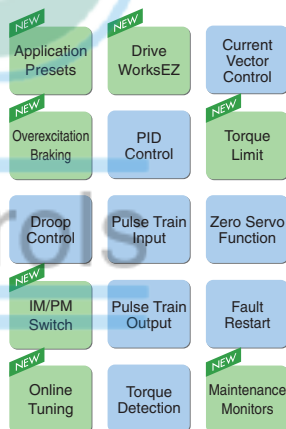 NEW
Application
Presets
NEW
Drive
WorksEZ
Current
Vector
Control
NEW
Overexcitation
Braking
PID
Control
NEW
Torque
Limit
Droop
Control
Pulse Train
Input
Zero Servo
Function
NEW
IM/PM
Switch
Pulse Train
Output
Fault
Restart
NEW
Online
Tuning
Torque
Detection
NEW
Maintenance
Monitors
rols